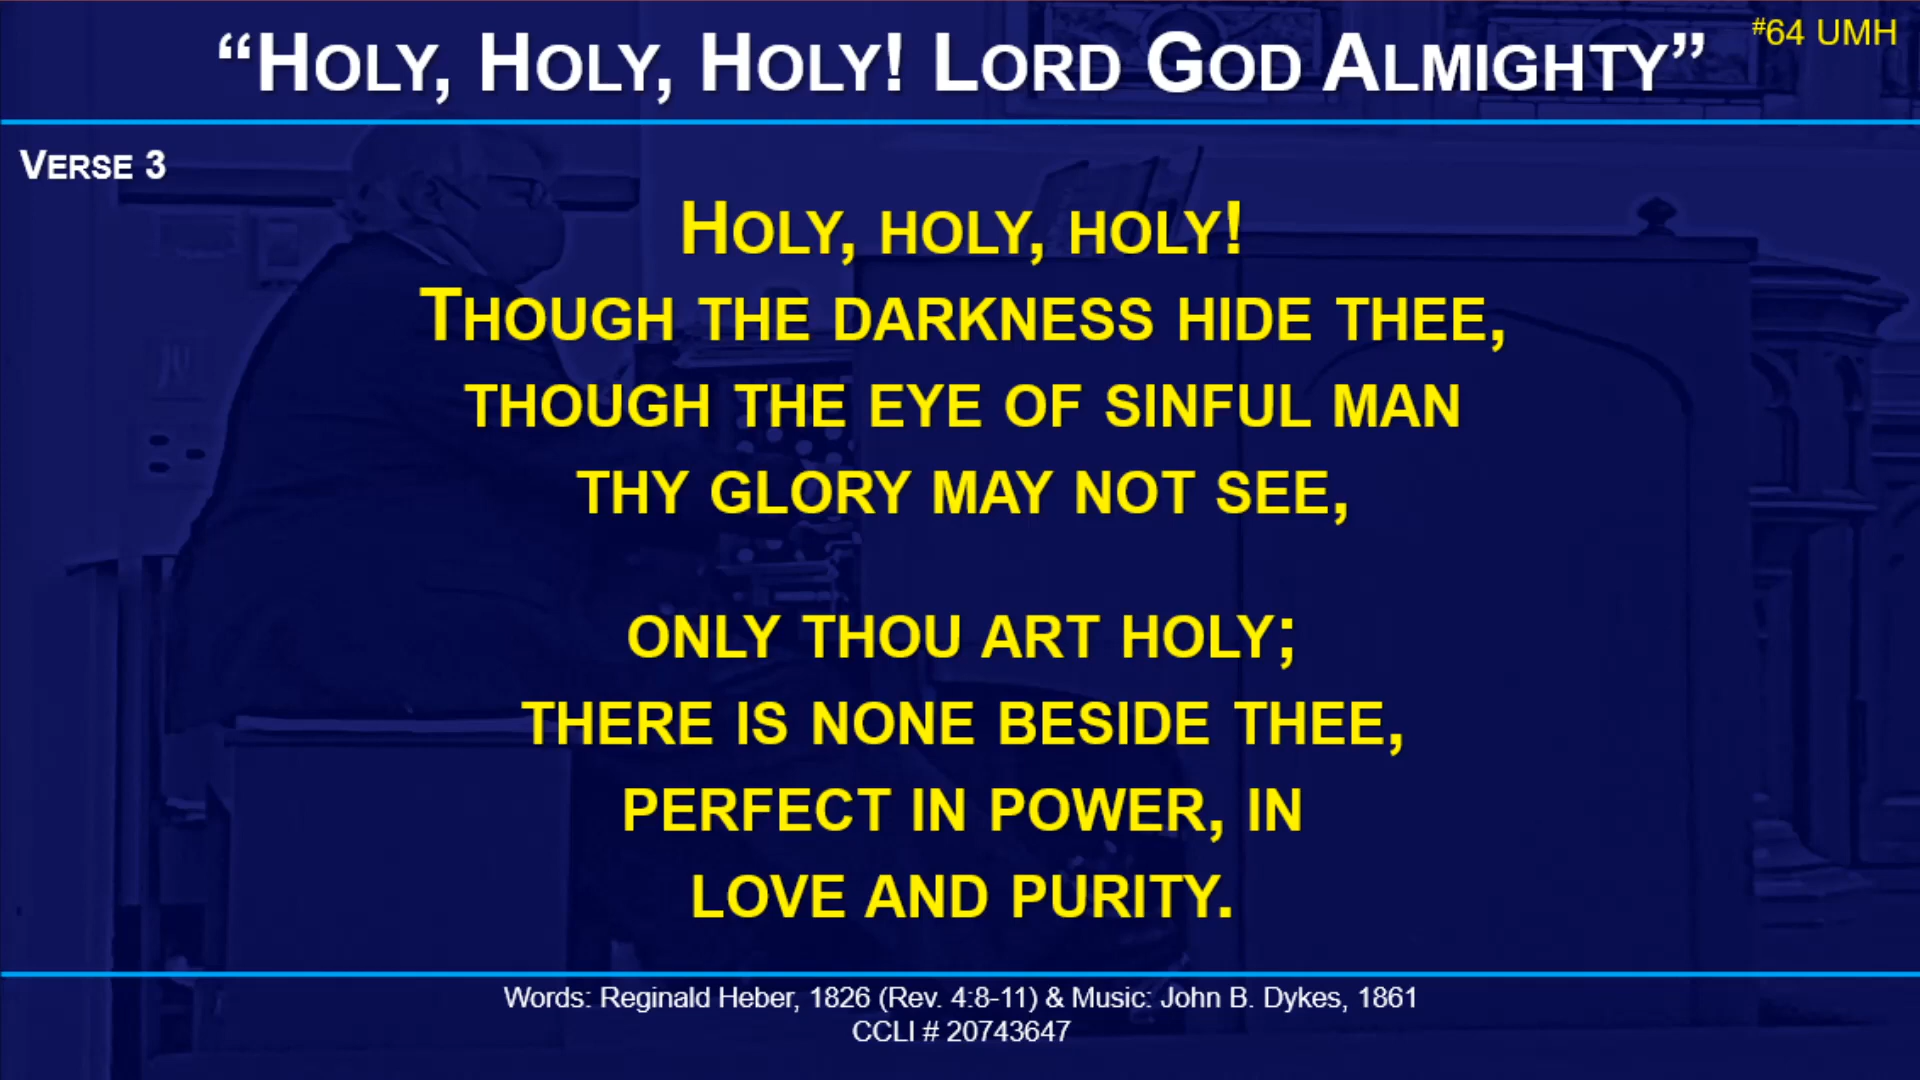 “Holy, Holy, Holy! Lord God Almighty”
#64 UMH
Verse 3
Holy, holy, holy!
Though the darkness hide thee,
though the eye of sinful man
thy glory may not see,
only thou art holy;
there is none beside thee,
perfect in power, in
love and purity.
Words: Reginald Heber, 1826 (Rev. 4:8-11) & Music: John B. Dykes, 1861
CCLI # 20743647